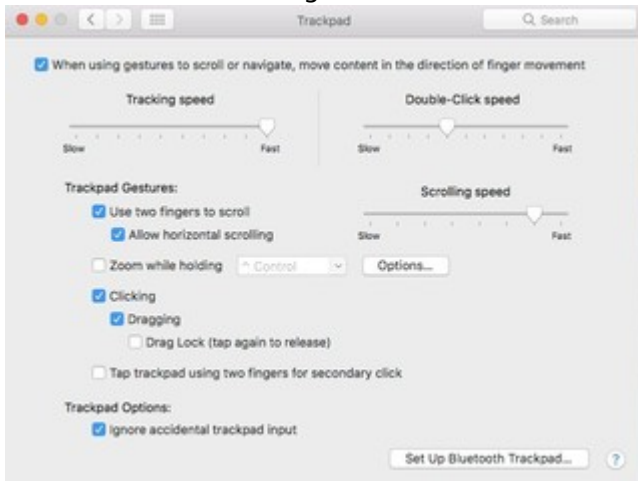 Trackpad
Search
When using gestures to scroll or navigate, move content in the direction of finger movement
Tracking speed
Double-Click speed
Slow
Fast
Slow
Fast
Trackpad Gestures:
Scrolling speed
Use two fingers to scroll
Allow horizontal scrolling
Slow
Fast
Zoom while holding
^ Control
Options...
Clicking
Dragging
Drag Lock (tap again to release)
Tap trackpad using two fingers for secondary click
Trackpad Options:
Ignore accidental trackpad input
Set Up Bluetooth Trackpad...
?